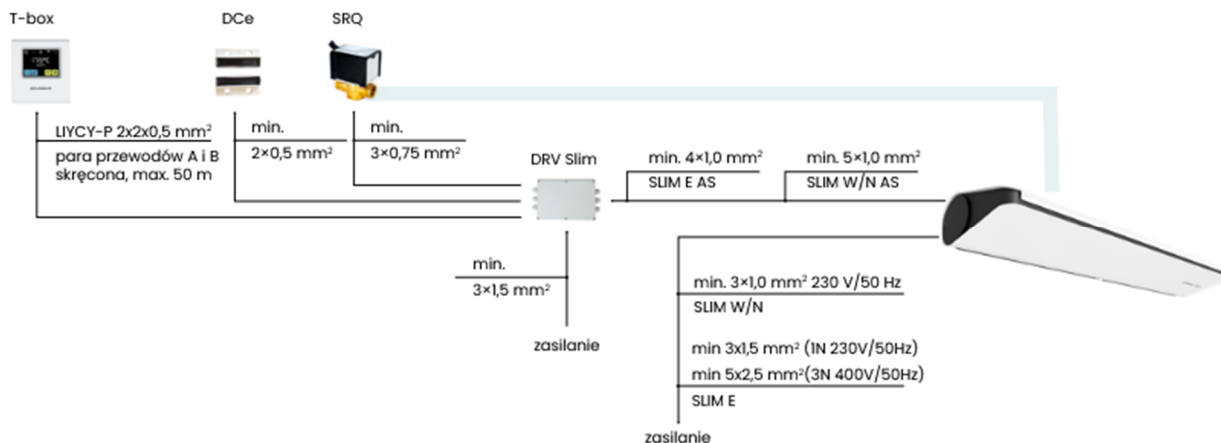 T-box
DCe
SRQ
LIYCY-P 2x2x0,5 mm²
para przewodów A i B
skręcona, max. 50 m
min.
2×0,5 mm²
min.
3×0,75 mm²
DRV Slim
min. 4×1,0 mm²
SLIM E AS
min. 5×1,0 mm²
SLIM W/N AS
min.
3×1,5 mm²
zasilanie
min. 3×1,0 mm² 230 V/50 Hz
SLIM W/N
min 3x1,5 mm² (1N 230V/50Hz)
min 5x2,5 mm²(3N 400V/50Hz)
SLIM E
zasilanie